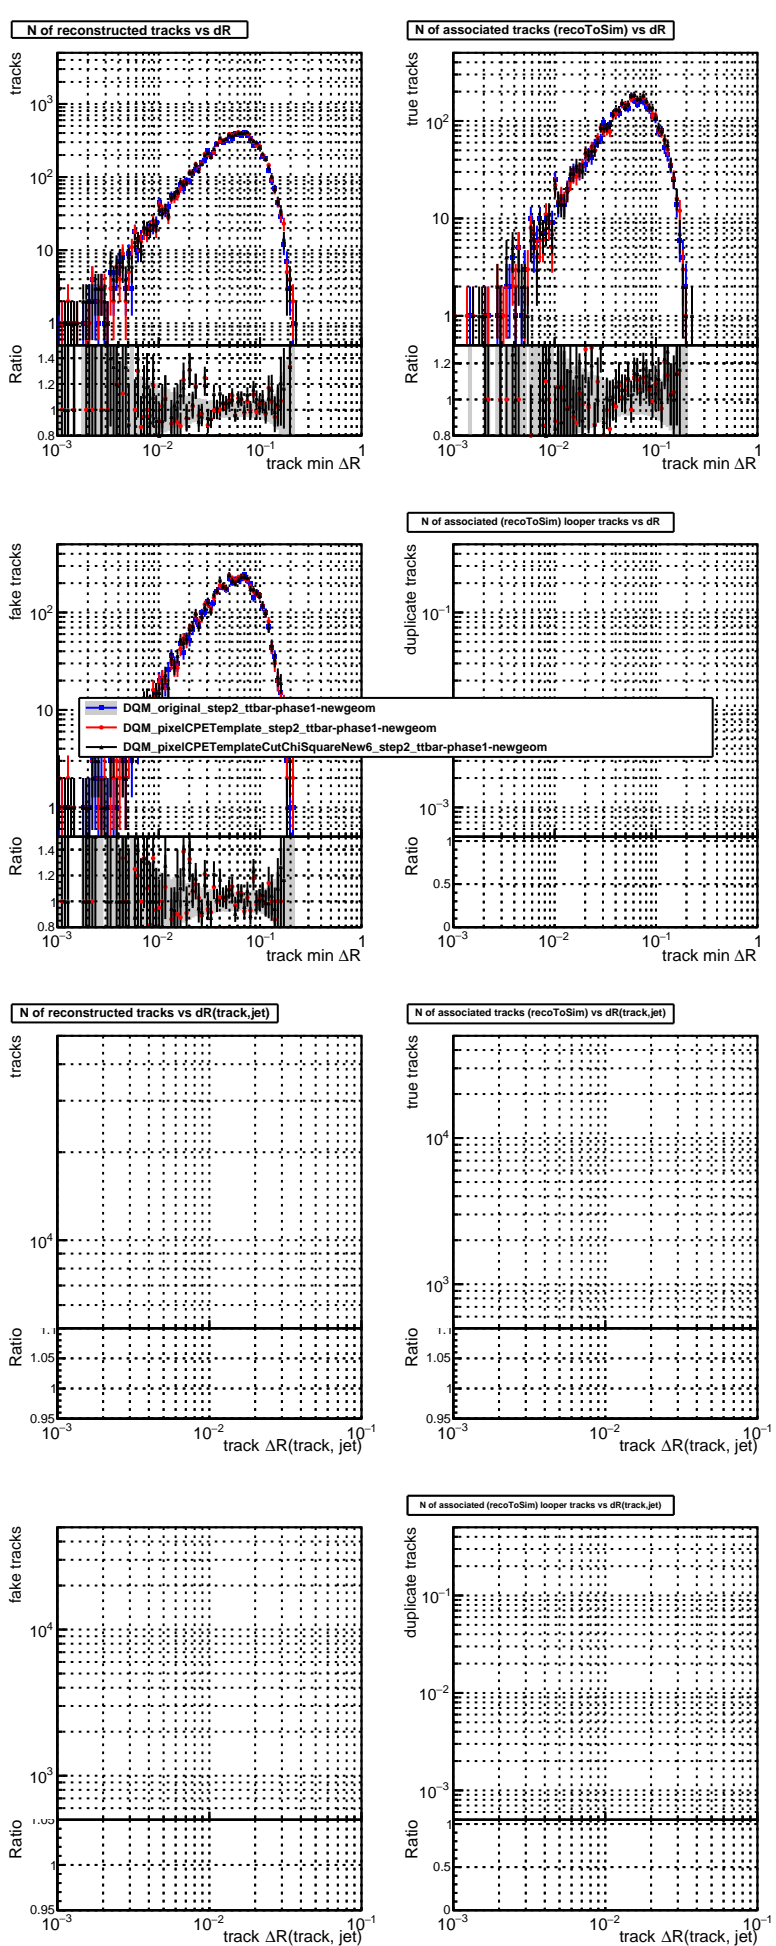 N of reconstructed tracks vs dR
tracks
10³
10²
10
1
Ratio
1.4
1.2
1
0.8
10⁻³
10⁻²
10⁻¹
1
track min ΔR
N of associated tracks (recoToSim) vs dR
true tracks
10²
10
1
Ratio
1.2
1
0.8
10⁻³
10⁻²
10⁻¹
1
track min ΔR
fake tracks
10²
10
1
Ratio
1.4
1.2
1
0.8
10⁻³
10⁻²
10⁻¹
1
track min ΔR
N of associated (recoToSim) looper tracks vs dR
duplicate tracks
10⁻¹
10⁻³
Ratio
1
0.5
0
10⁻³
10⁻²
10⁻¹
1
track min ΔR
DQM_original_step2_ttbar-phase1-newgeom
DQM_pixelCPETemplate_step2_ttbar-phase1-newgeom
DQM_pixelCPETemplateCutChiSquareNew6_step2_ttbar-phase1-newgeom
N of reconstructed tracks vs dR(track,jet)
tracks
10⁴
Ratio
1.1
1.05
1
0.95
10⁻³
10⁻²
10⁻¹
track ΔR(track, jet)
N of associated tracks (recoToSim) vs dR(track,jet)
true tracks
10⁴
10³
Ratio
1.1
1.05
1
0.95
10⁻³
10⁻²
10⁻¹
track ΔR(track, jet)
fake tracks
10⁴
10³
Ratio
1.05
1
0.95
10⁻³
10⁻²
10⁻¹
track ΔR(track, jet)
N of associated (recoToSim) looper tracks vs dR(track,jet)
duplicate tracks
10⁻¹
10⁻²
10⁻³
Ratio
1
0.5
0
10⁻³
10⁻²
10⁻¹
track ΔR(track, jet)